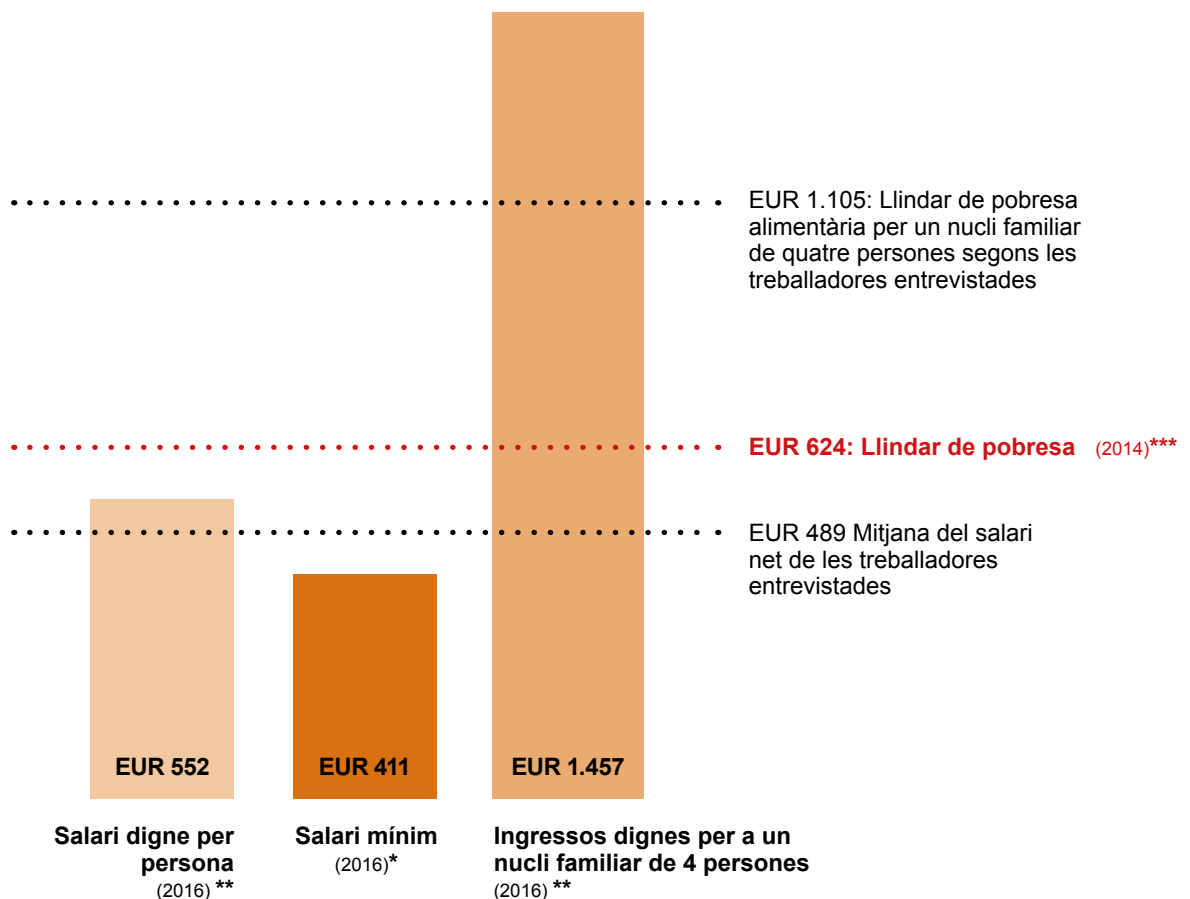 EUR 1.105: Llindar de pobresa
alimentària per un nucli familiar
de quatre persones segons les
treballadores entrevistades
EUR 624: Llindar de pobresa (2014)***
EUR 489 Mitjana del salari
net de les treballadores
entrevistades
EUR 552
EUR 411
EUR 1.457
Salari digne per
persona
(2016) **
Salari mínim
(2016)*
Ingressos dignes per a un
nucli familiar de 4 persones
(2016) **